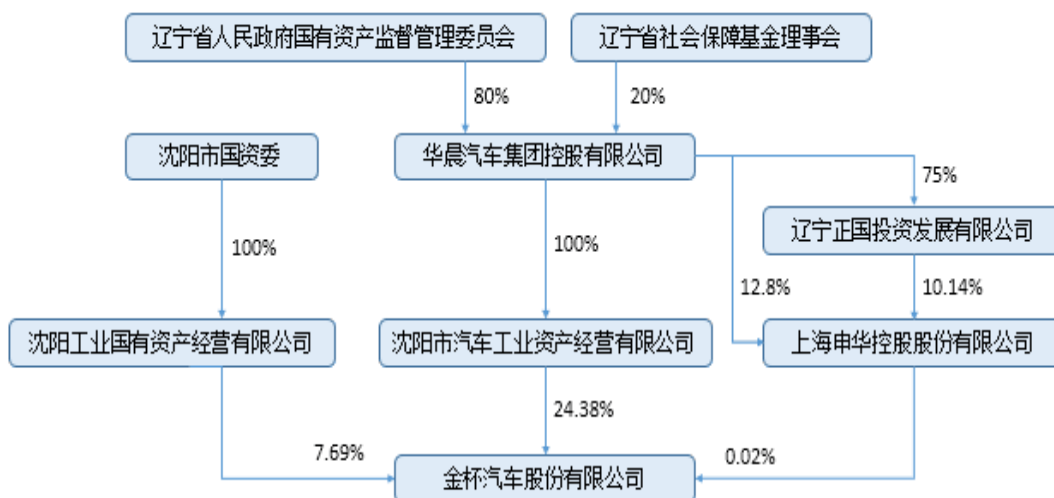 辽宁省人民政府国有资产监督管理委员会
辽宁省社会保障基金理事会
80%
20%
沈阳市国资委
华晨汽车集团控股有限公司
75%
辽宁正国投资发展有限公司
100%
100%
12.8%
10.14%
沈阳工业国有资产经营有限公司
沈阳市汽车工业资产经营有限公司
上海申华控股股份有限公司
24.38%
7.69%
0.02%
金杯汽车股份有限公司